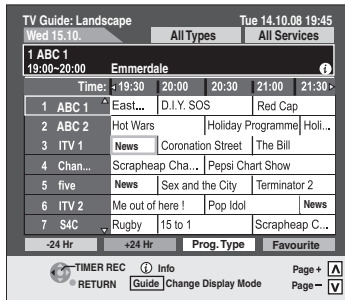 TV Guide: Landscape Tue 14.10.08 19:45
Wed 15.10. All Types All Services
1 ABC 1
19:00~20:00 Emmerdale
Time: 19:30 20:00 20:30 21:00 21:30
1 ABC 1 East... D.I.Y. SOS Red Cap
2 ABC 2 Hot Wars Holiday Programme Holi...
3 ITV 1 News Coronation Street The Bill
4 Chan... Scrapheap Cha... Pepsi Chart Show
5 five News Sex and the City Terminator 2
6 ITV 2 Me out of here ! Pop Idol News
7 S4C Rugby 15 to 1 Scrapheap C...
-24 Hr +24 Hr Prog. Type Favourite
TIMER REC i Info Page +
RETURN Guide Change Display Mode Page -